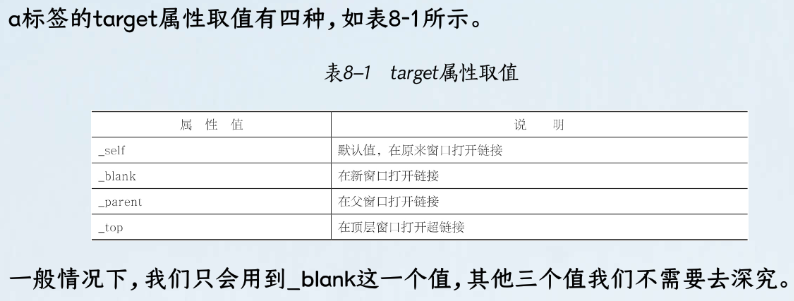 a标签的target属性取值有四种,如表8-1所示。
表8–1 target属性取值
属 性 值 说 明
_self 默认值，在原来窗口打开链接
_blank 在新窗口打开链接
_parent 在父窗口打开链接
_top 在顶层窗口打开超链接
一般情况下,我们只会用到_blank这一个值,其他三个值我们不需要去深究。